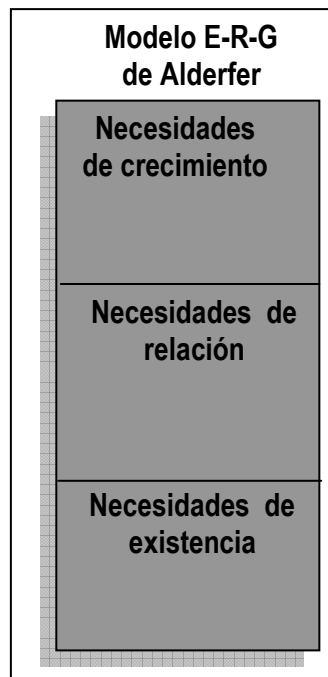 Modelo E-R-G
de Alderfer
Necesidades
de crecimiento
Necesidades de
relación
Necesidades de
existencia